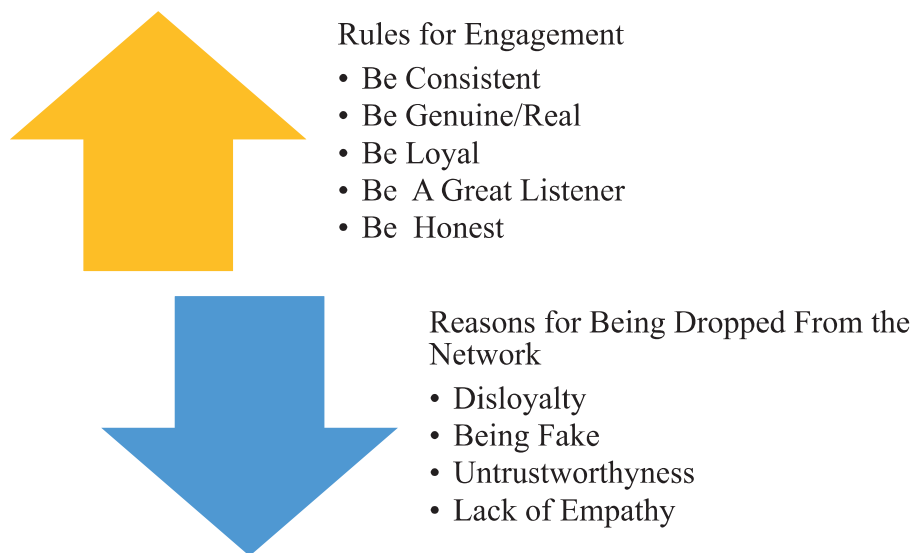 Rules for Engagement
• Be Consistent
• Be Genuine/Real
• Be Loyal
• Be  A Great Listener
• Be  Honest
Reasons for Being Dropped From the
Network
• Disloyalty
• Being Fake
• Untrustworthyness
• Lack of Empathy